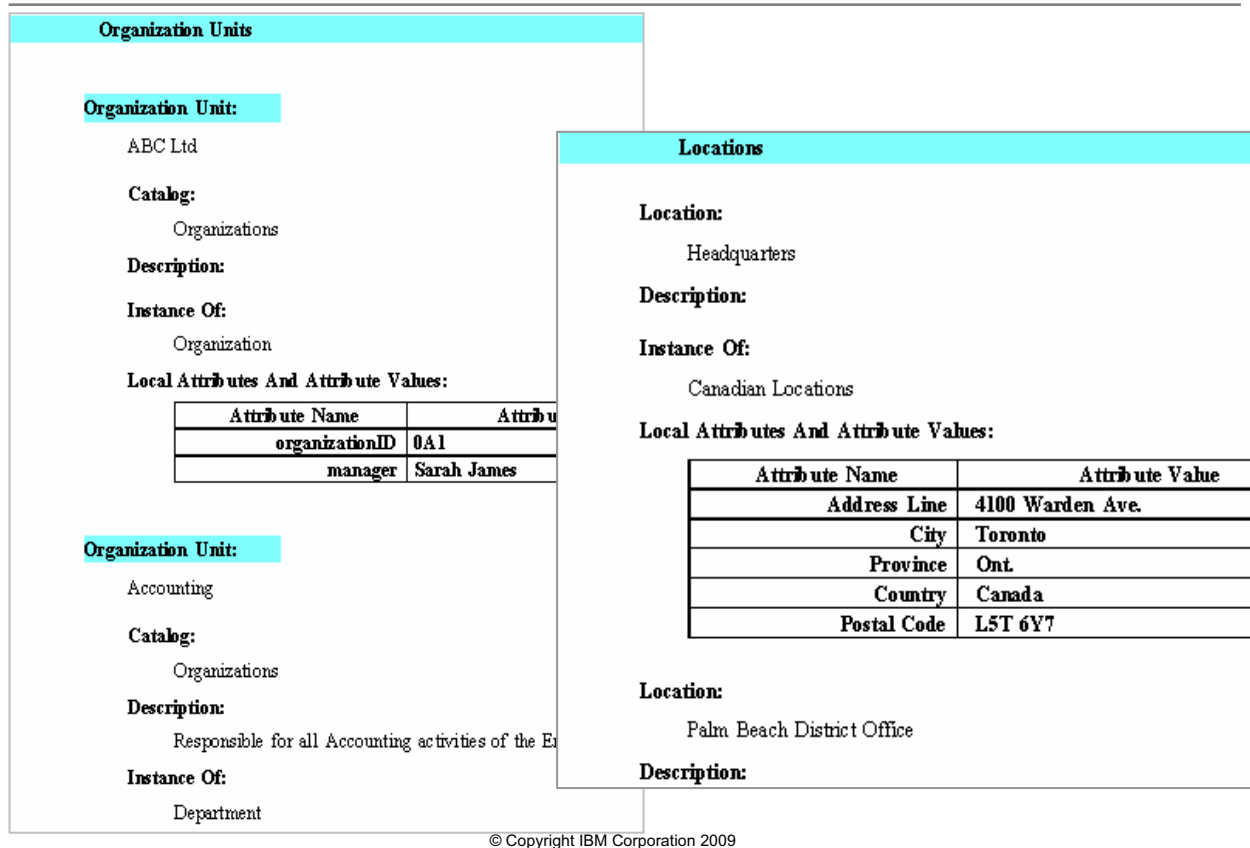 Organization Units
Organization Unit:
ABC Ltd
Catalog:
Organizations
Description:
Instance Of:
Organization
Local Attributes And Attribute Values:
Attribute Name
organizationID 0A1
manager Sarah James
Organization Unit:
Accounting
Catalog:
Organizations
Description:
Responsible for all Accounting activities of the
Instance Of:
Department
Locations
Location:
Headquarters
Description:
Instance Of:
Canadian Locations
Local Attributes And Attribute Values:
Attribute Name Attribute Value
Address Line 4100 Warden Ave.
City Toronto
Province Ont.
Country Canada
Postal Code L5T 6Y7
Location:
Palm Beach District Office
Description:
© Copyright IBM Corporation 2009